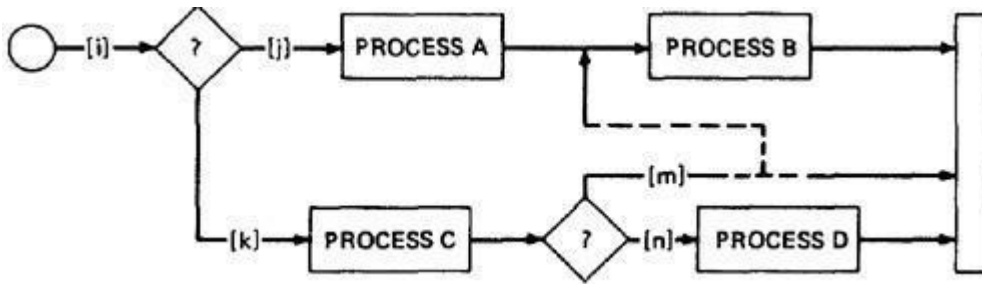 [i] ? [j] PROCESS A PROCESS B
[m]
[k] PROCESS C ? [n] PROCESS D